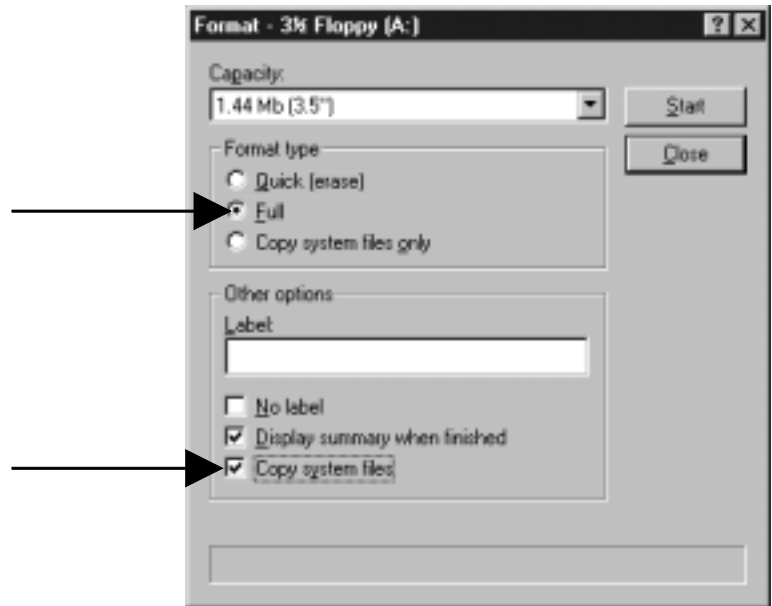 Format - 3½ Floppy (A:)
Capacity:
1.44 Mb (3.5")
Start
Format type
Close
Quick (erase)
Full
Copy system files only
Other options
Label:
No label
Display summary when finished
Copy system files